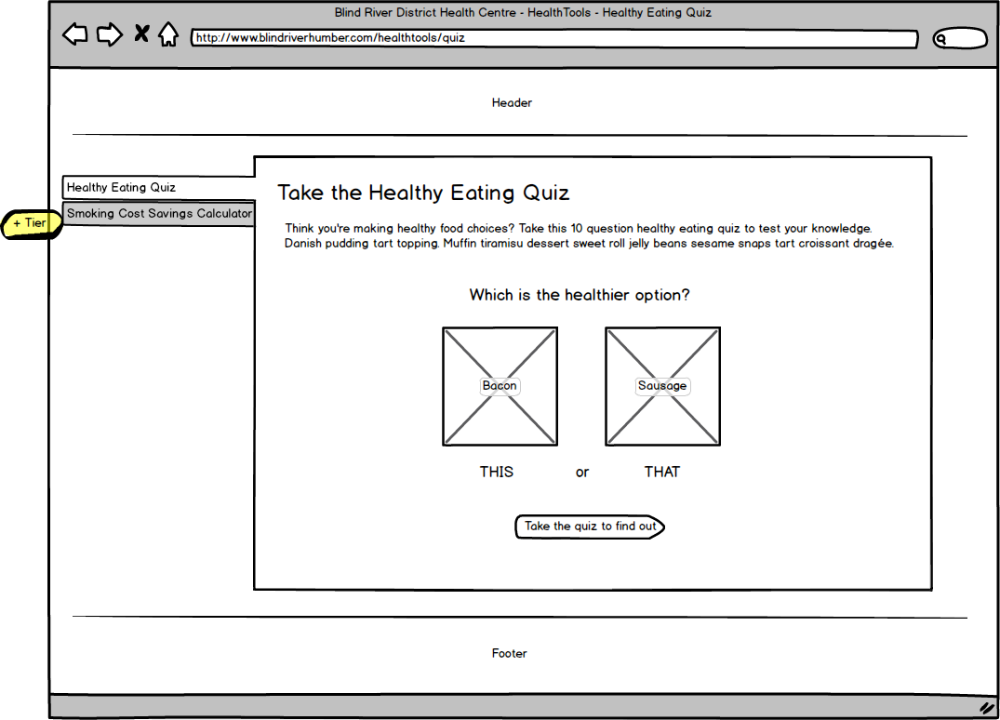 Blind River District Health Centre - HealthTools - Healthy Eating Quiz
http://www.blindriverhumber.com/healthtools/quiz
Header
Healthy Eating Quiz
Smoking Cost Savings Calculator
+ Tier
Take the Healthy Eating Quiz
Think you're making healthy food choices? Take this 10 question healthy eating quiz to test your knowledge.
Danish pudding tart topping. Muffin tiramisu dessert sweet roll jelly beans sesame snaps tart croissant dragée.
Which is the healthier option?
Bacon Sausage
THIS or THAT
Take the quiz to find out
Footer